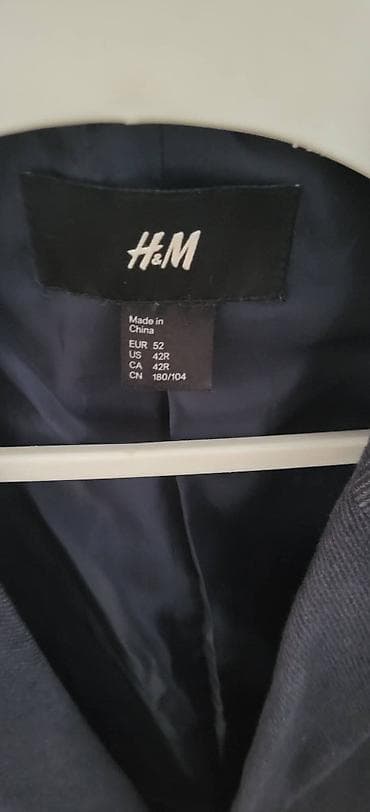 H&M
Made in
China
EUR 52
US 42R
CA 42R
CN 180/104